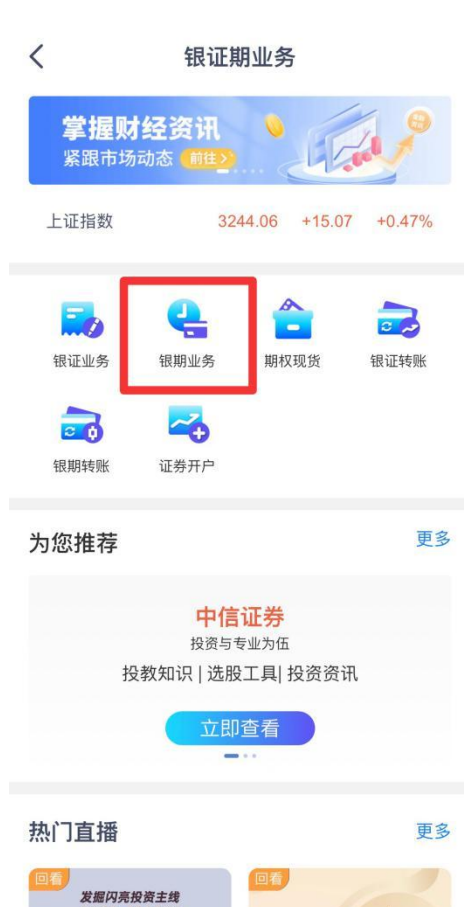 银证期业务
掌握财经资讯
紧跟市场动态 前往>
上证指数 3244.06 +15.07 +0.47%
银证业务 银期业务 期权现货 银证转账
银期转账 证券开户
为您推荐 更多
中信证券
投资与专业为伍
投教知识 | 选股工具| 投资资讯
立即查看
热门直播 更多
回看 回看
发掘闪亮投资主线